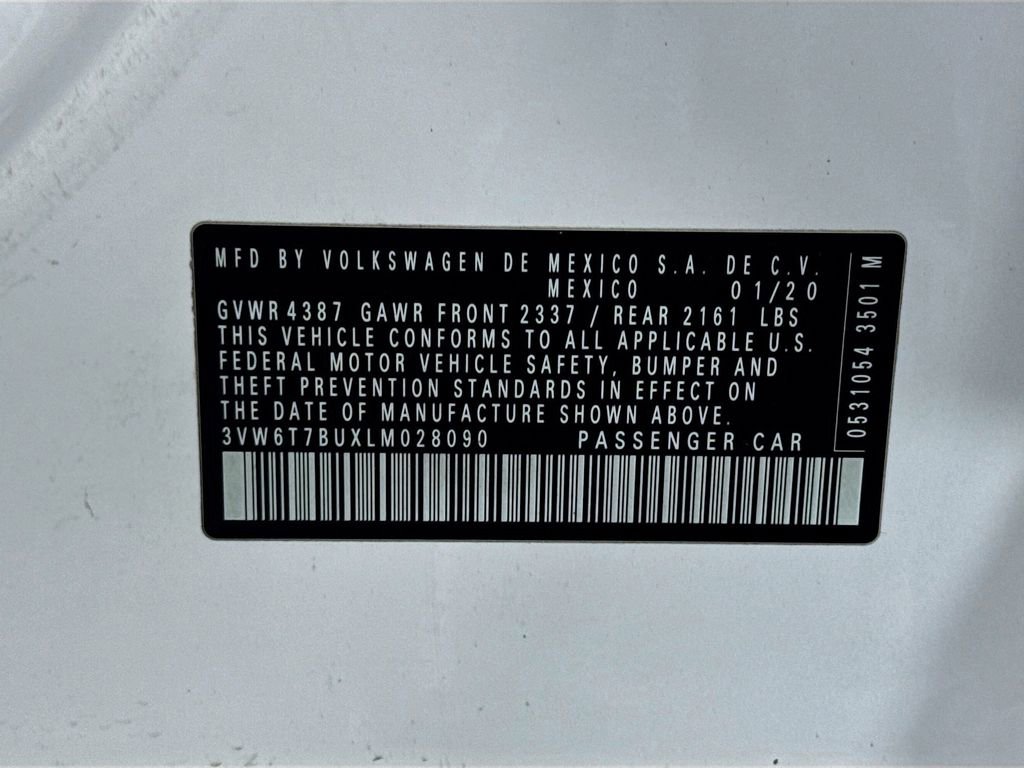 MFD BY VOLKSWAGEN DE MEXICO S.A. DE C.V.
MEXICO 01/20
GVWR 4387 GAWR FRONT 2337 / REAR 2161 LBS
THIS VEHICLE CONFORMS TO ALL APPLICABLE U.S.
FEDERAL MOTOR VEHICLE SAFETY, BUMPER AND
THEFT PREVENTION STANDARDS IN EFFECT ON
THE DATE OF MANUFACTURE SHOWN ABOVE.
3VW6T7BUXLM028090 PASSENGER CAR
0531054 3501 M